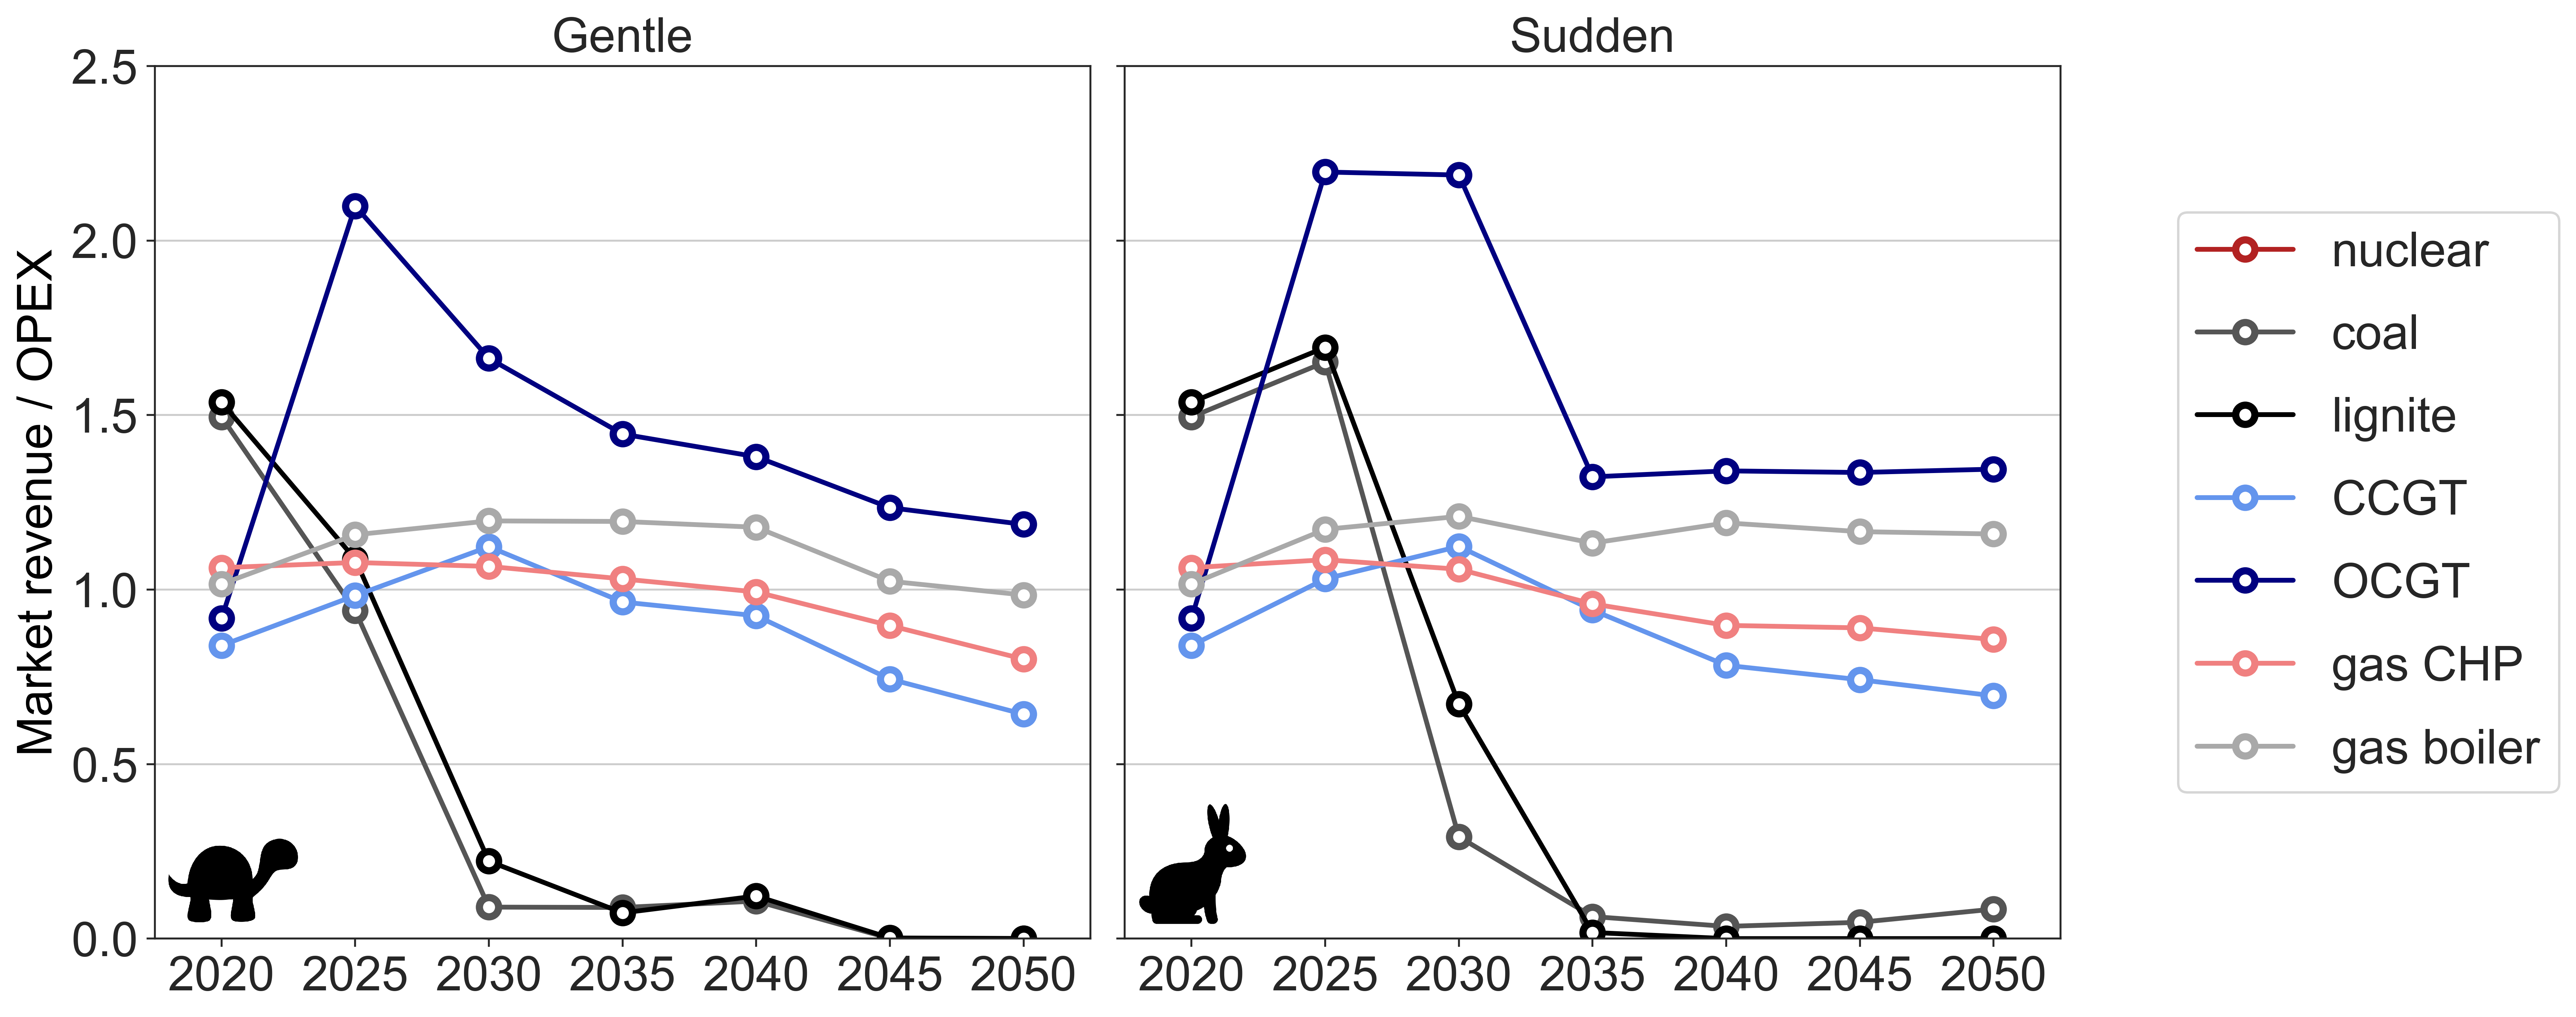 Gentle
Sudden
Market revenue / OPEX
2.5
2.0
1.5
1.0
0.5
0.0
2020 2025 2030 2035 2040 2045 2050
2020 2025 2030 2035 2040 2045 2050
nuclear
coal
lignite
CCGT
OCGT
gas CHP
gas boiler